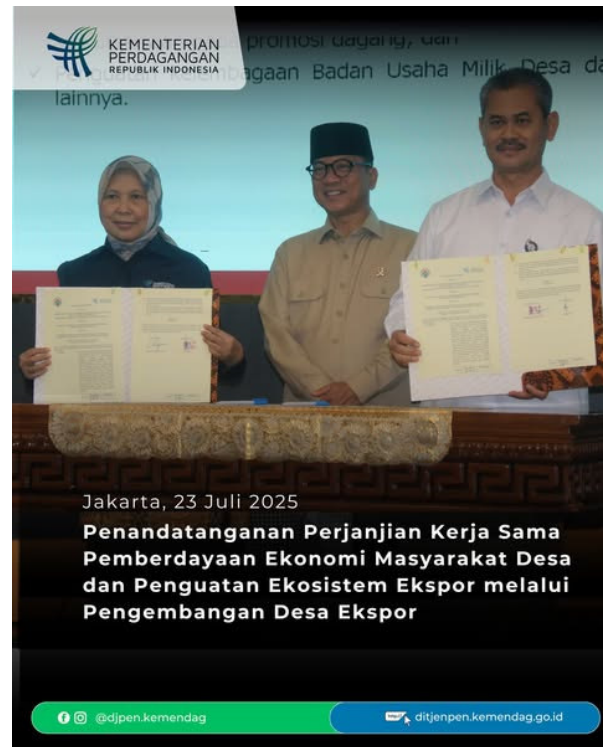 KEMENTERIAN
PERDAGANGAN
REPUBLIK INDONESIA
promosi dagang, dan
Badan Usaha Milik Desa
lainnya.
Jakarta, 23 Juli 2025
Penandatanganan Perjanjian Kerja Sama
Pemberdayaan Ekonomi Masyarakat Desa
dan Penguatan Ekosistem Ekspor melalui
Pengembangan Desa Ekspor
@djpen.kemendag
ditjenpen.kemendag.go.id